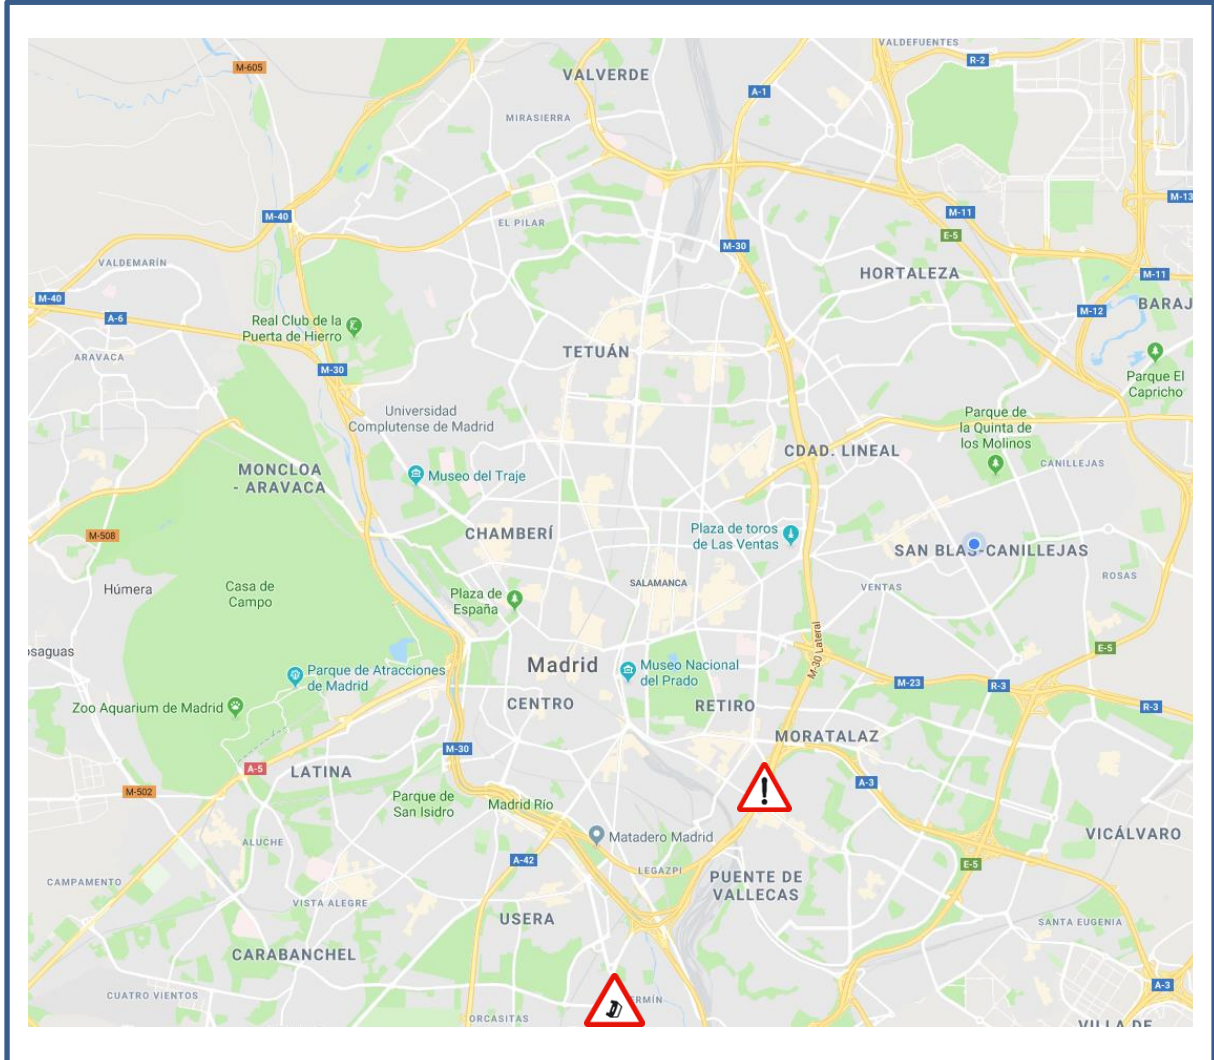 VALDEFUENTES
R-2
M-605
VALVERDE
A-1
MIRASIERRA
M-40
EL PILAR
M-11
M-13
E-5
M-30
VALDEMARÍN
HORTALEZA
M-11
M-40
A-6
Real Club de la
Puerta de Hierro
M-12
BARAJ
ARAVACA
TETUÁN
M-30
Parque El
Capricho
Universidad
Complutense de Madrid
Parque de
la Quinta de
los Molinos
CDAD. LINEAL
CANILLEJAS
MONCLOA
- ARAVACA
Museo del Traje
M-508
CHAMBERÍ
Plaza de toros
de Las Ventas
SAN BLAS-CANILLEJAS
ROSAS
Húmera
Casa de
Campo
Plaza de
España
SALAMANCA
VENTAS
osaguas
M-30 Lateral
E-5
Madrid
Museo Nacional
del Prado
Parque de Atracciones
de Madrid
M-23
R-3
R-3
Zoo Aquarium de Madrid
CENTRO
RETIRO
MORATALAZ
M-30
A-5
LATINA
A-3
M-502
Parque de
San Isidro
Madrid Río
!
Matadero Madrid
VICÁLVARO
ALUCHE
A-42
LEGAZPI
E-5
CAMPAMENTO
PUENTE DE
VALLECAS
VISTA ALEGRE
USERA
SANTA EUGENIA
CARABANCHEL
A-3
CUATRO VIENTOS
ERMÍN
ORCASITAS
VILLA DE